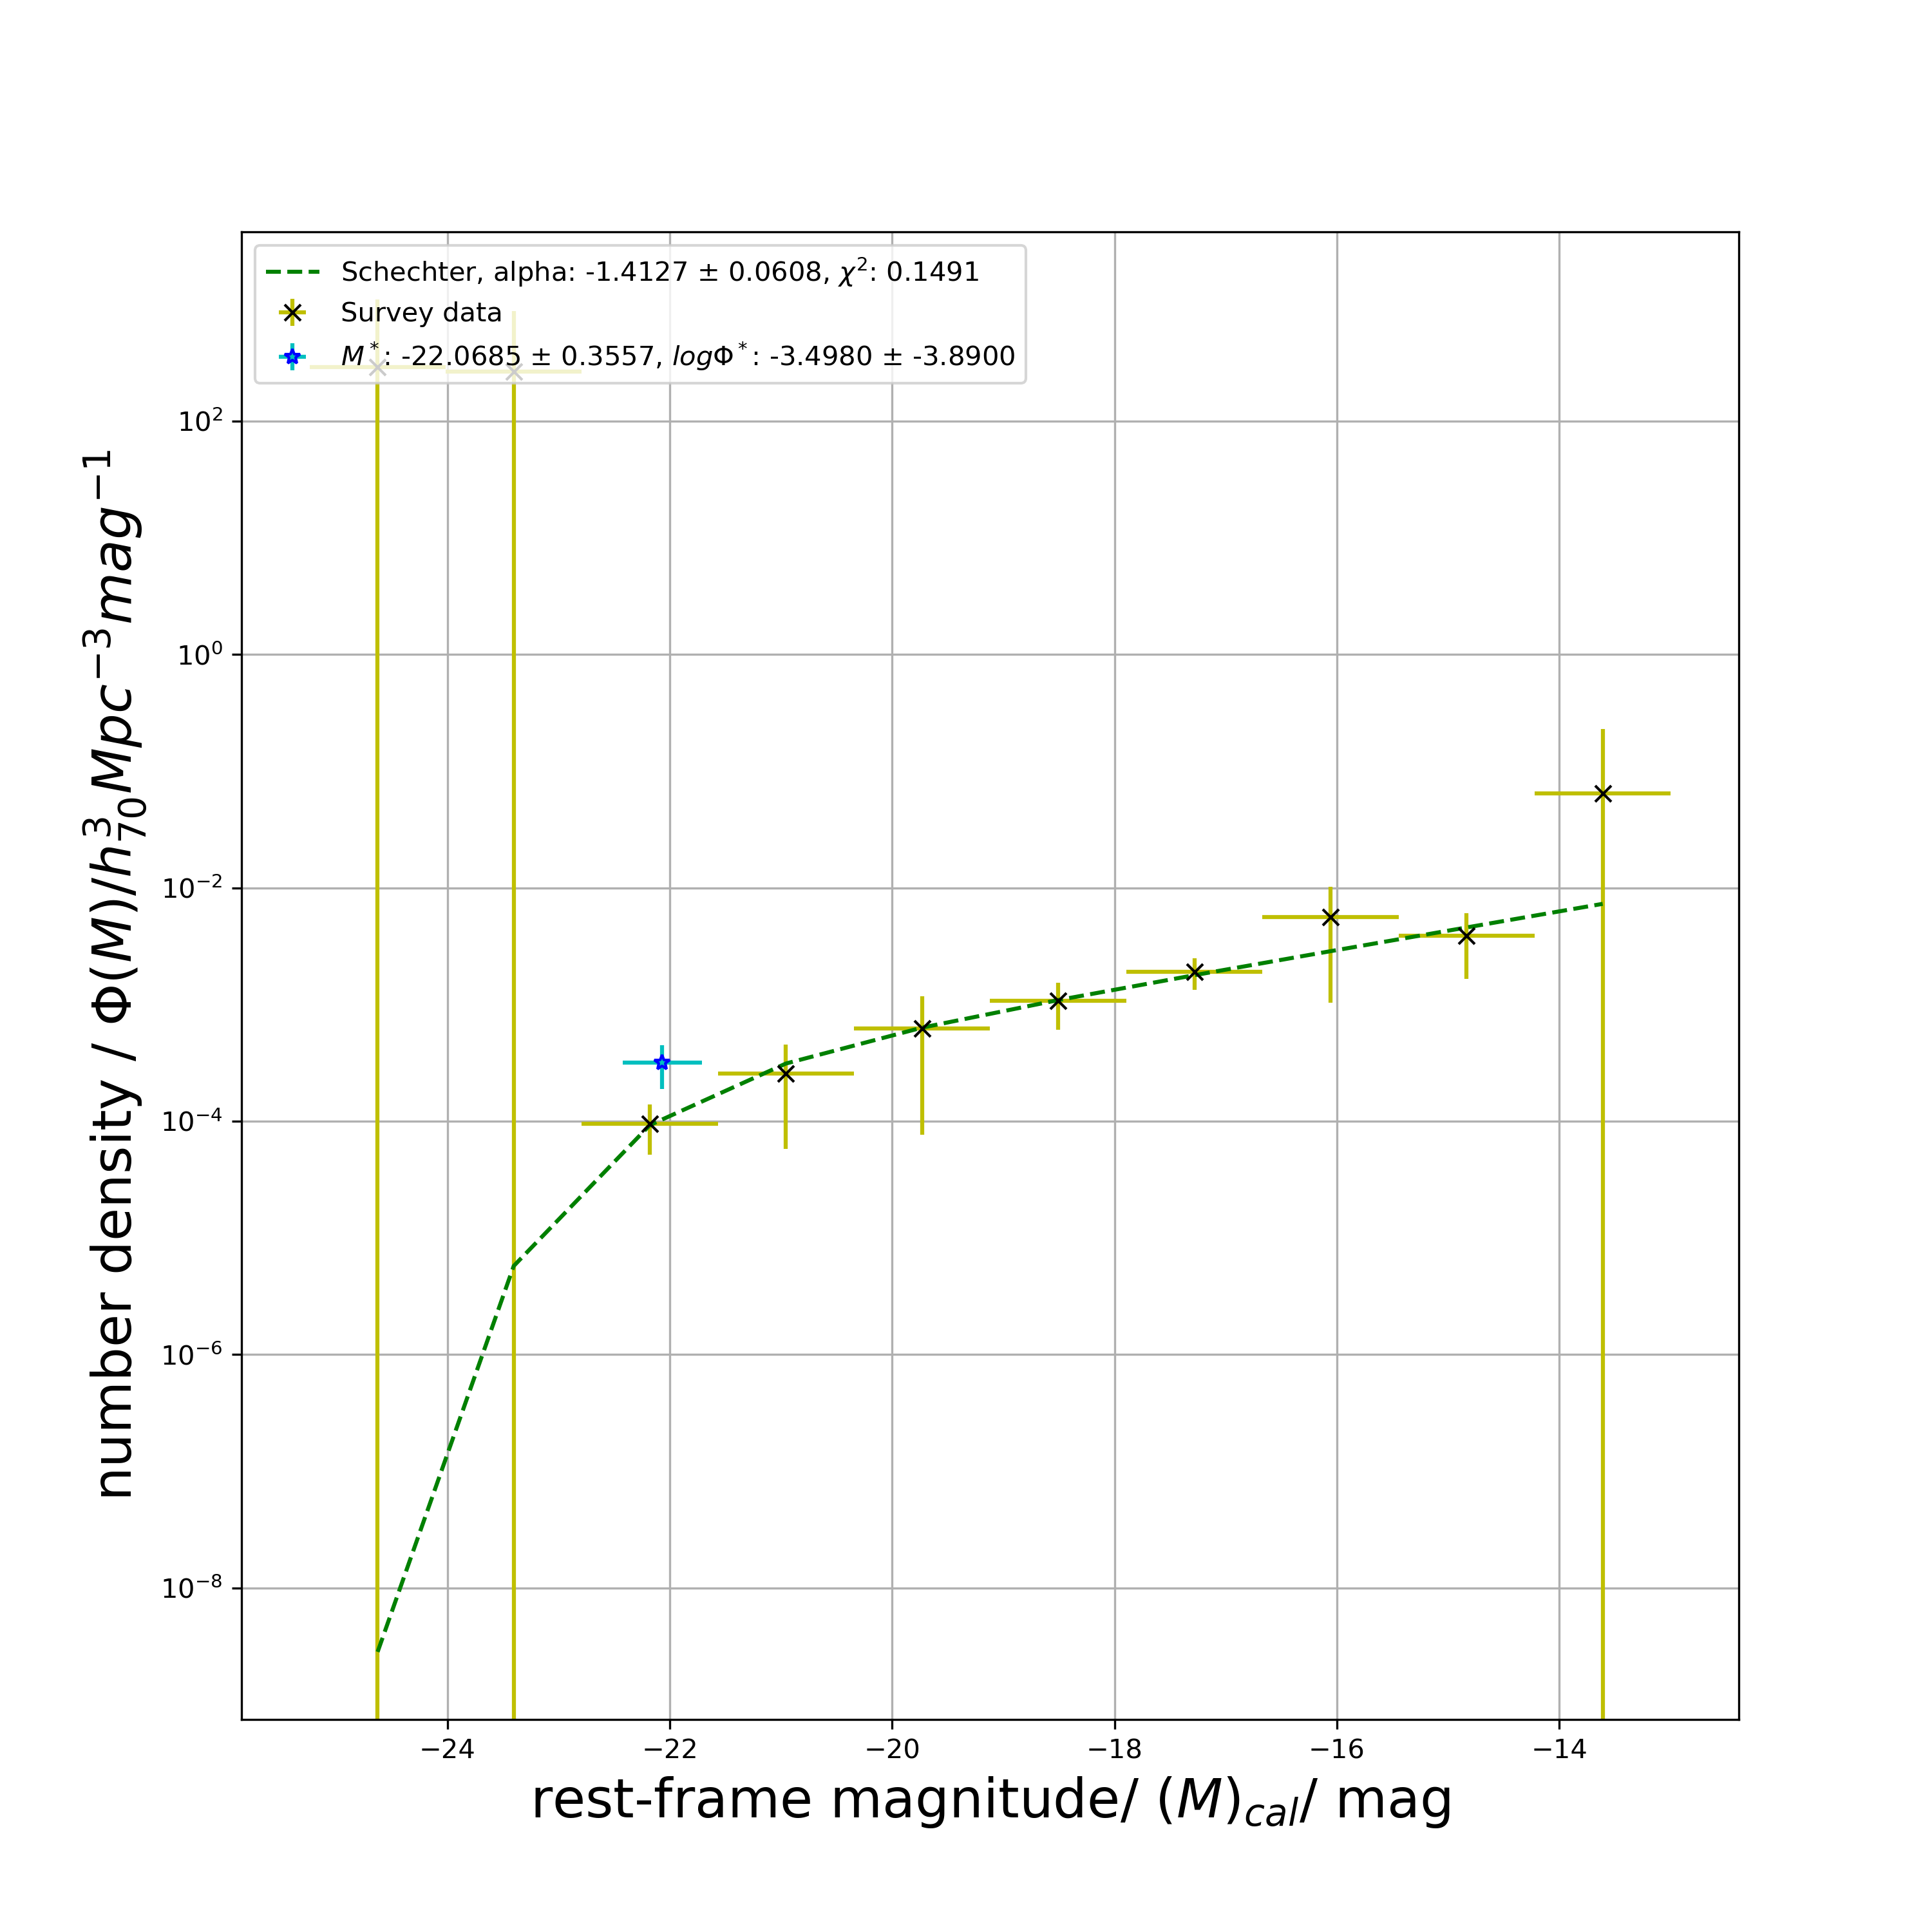 Schechter, alpha: -1.4127 ± 0.0608, χ²: 0.1491
Survey data
M*: -22.0685 ± 0.3557, logΦ*: -3.4980 ± -3.8900
10²
10⁰
10⁻²
10⁻⁴
10⁻⁶
10⁻⁸
number density / Φ(M)/h³₇₀Mpc⁻³mag⁻¹
−24 −22 −20 −18 −16 −14
rest-frame magnitude/ (M)cal/ mag